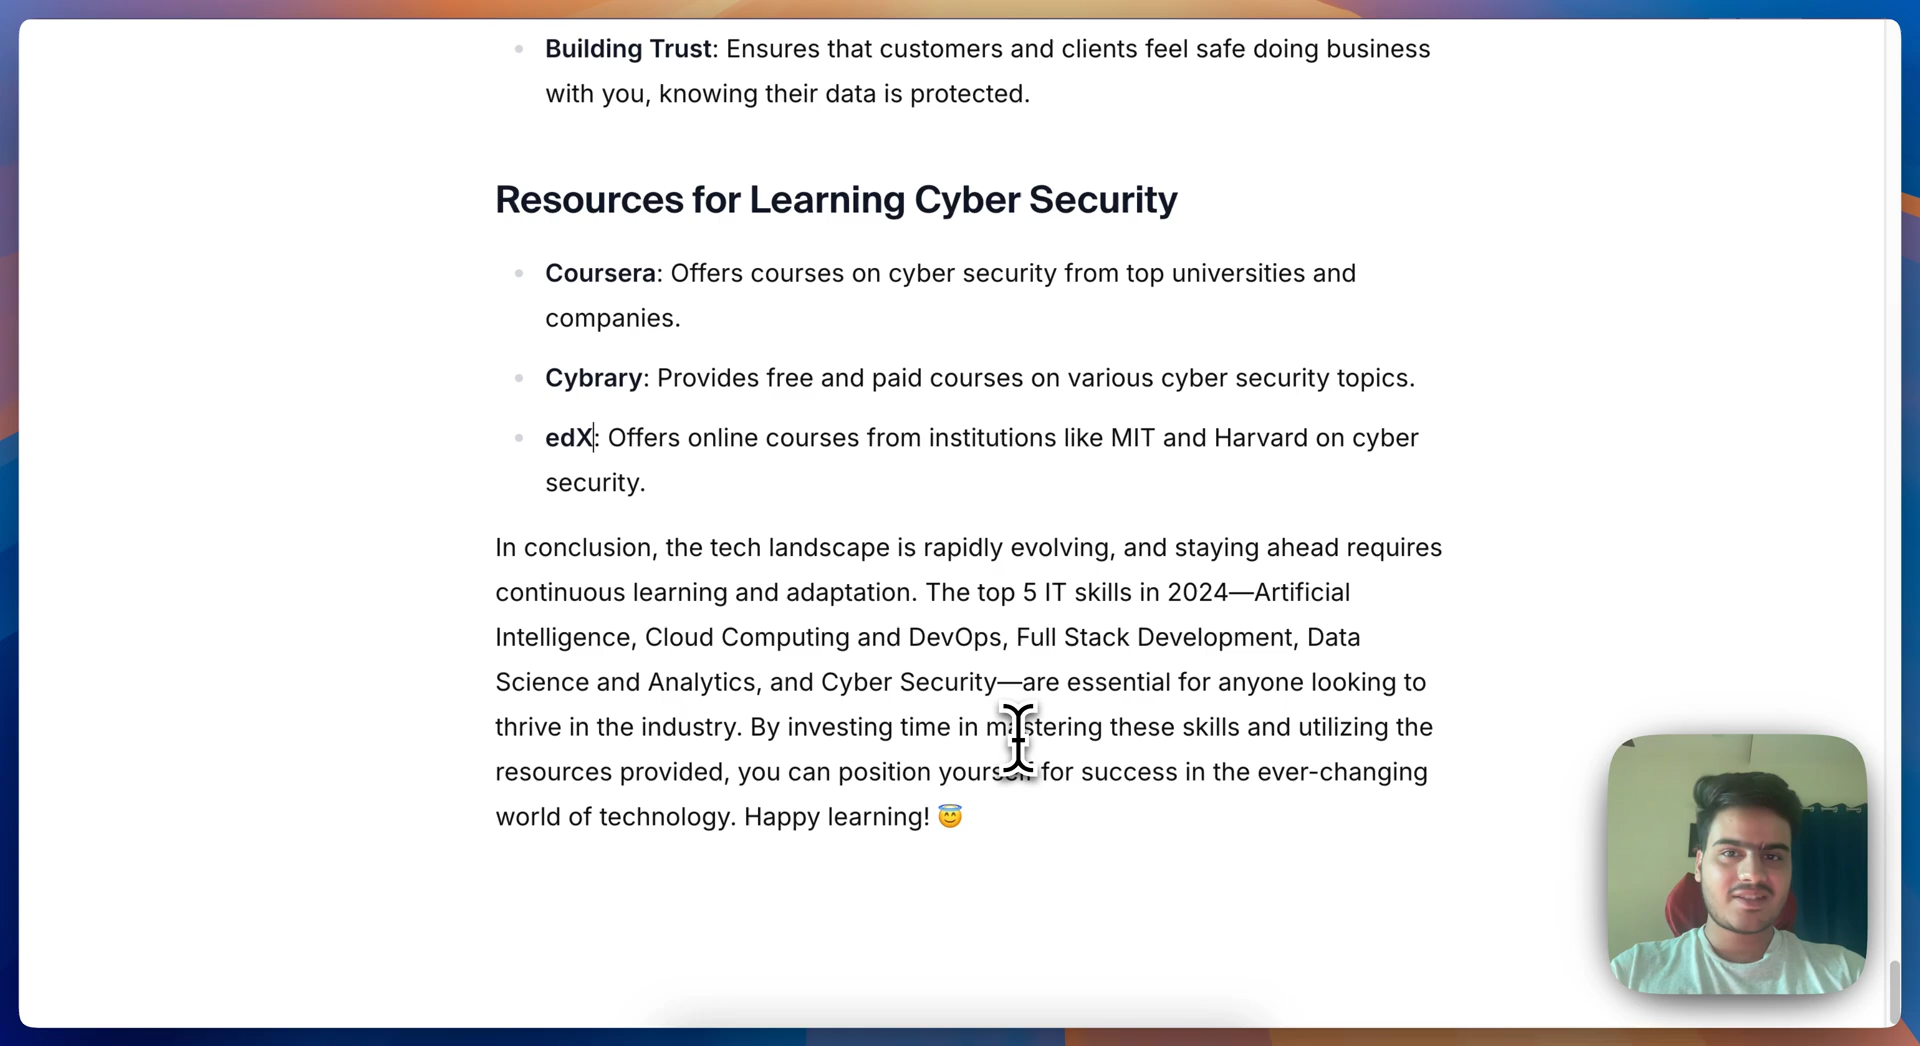 Building Trust: Ensures that customers and clients feel safe doing business
with you, knowing their data is protected.
Resources for Learning Cyber Security
Coursera: Offers courses on cyber security from top universities and
companies.
Cybrary: Provides free and paid courses on various cyber security topics.
edX: Offers online courses from institutions like MIT and Harvard on cyber
security.
In conclusion, the tech landscape is rapidly evolving, and staying ahead requires
continuous learning and adaptation. The top 5 IT skills in 2024—Artificial
Intelligence, Cloud Computing and DevOps, Full Stack Development, Data
Science and Analytics, and Cyber Security—are essential for anyone looking to
thrive in the industry. By investing time in mastering these skills and utilizing the
resources provided, you can position yourself for success in the ever-changing
world of technology. Happy learning! 😇